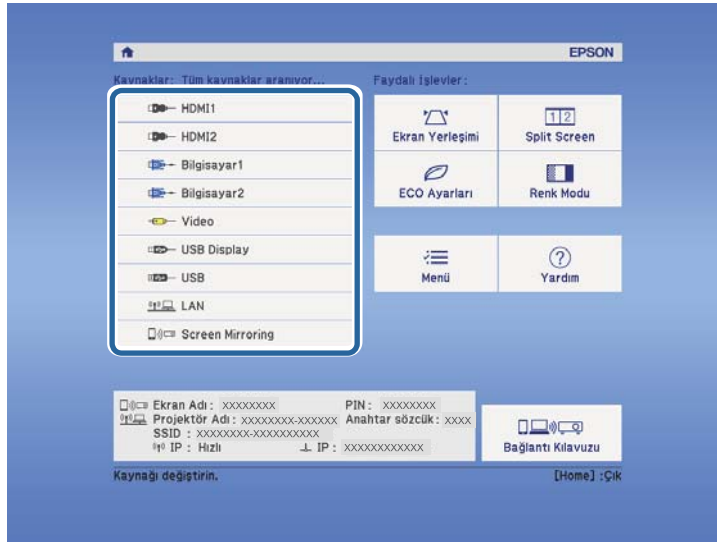 EPSON
Kaynaklar: Tüm kaynaklar aranıyor...
HDMI1
HDMI2
Bilgisayar1
Bilgisayar2
Video
USB Display
USB
LAN
Screen Mirroring
Faydalı İşlevler:
Ekran Yerleşimi
1 2
Split Screen
ECO Ayarları
Renk Modu
Menü
?
Yardım
Ekran Adı: XXXXXXXX PIN: XXXXXXXX
Projektör Adı: XXXXXXXX-XXXXXX Anahtar sözcük: XXXX
SSID : XXXXXXXX-XXXXXXXXXX
IP : Hızlı IP : XXXXXXXXXXXX
Bağlantı Kılavuzu
Kaynağı değiştirin. [Home] :Çık